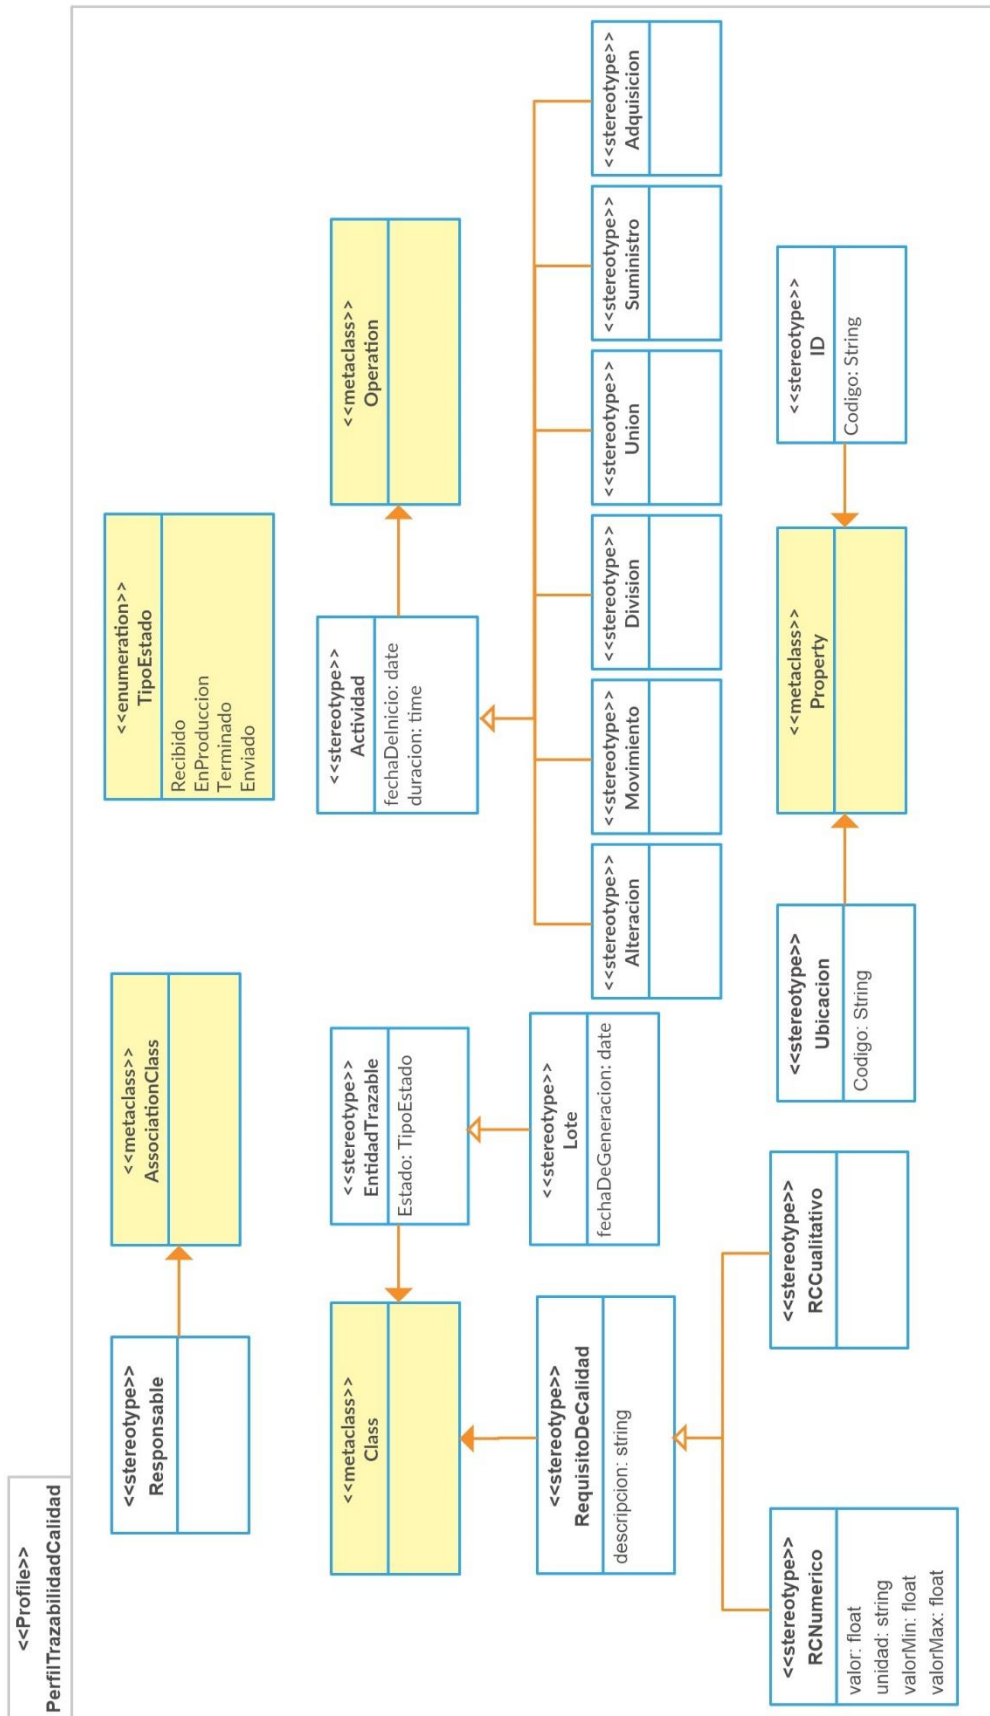 <<Profile>>
PerfilTrazabilidadCalidad
<<stereotype>>
Responsable
<<metaclass>>
AssociationClass
<<enumeration>>
TipoEstado
Recibido
EnProduccion
Terminado
Enviado
<<metaclass>>
Class
<<stereotype>>
EntidadTrazable
Estado: TipoEstado
<<stereotype>>
Actividad
fechaDeInicio: date
duracion: time
<<metaclass>>
Operation
<<stereotype>>
RequisitoDeCalidad
descripcion: string
<<stereotype>>
Lote
fechaDeGeneracion: date
<<stereotype>>
Alteracion
<<stereotype>>
Movimiento
<<stereotype>>
Division
<<stereotype>>
Union
<<stereotype>>
Suministro
<<stereotype>>
Adquisicion
<<stereotype>>
RCNumerico
valor: float
unidad: string
valorMin: float
valorMax: float
<<stereotype>>
RCCualitativo
<<stereotype>>
Ubicacion
Codigo: String
<<metaclass>>
Property
<<stereotype>>
ID
Codigo: String